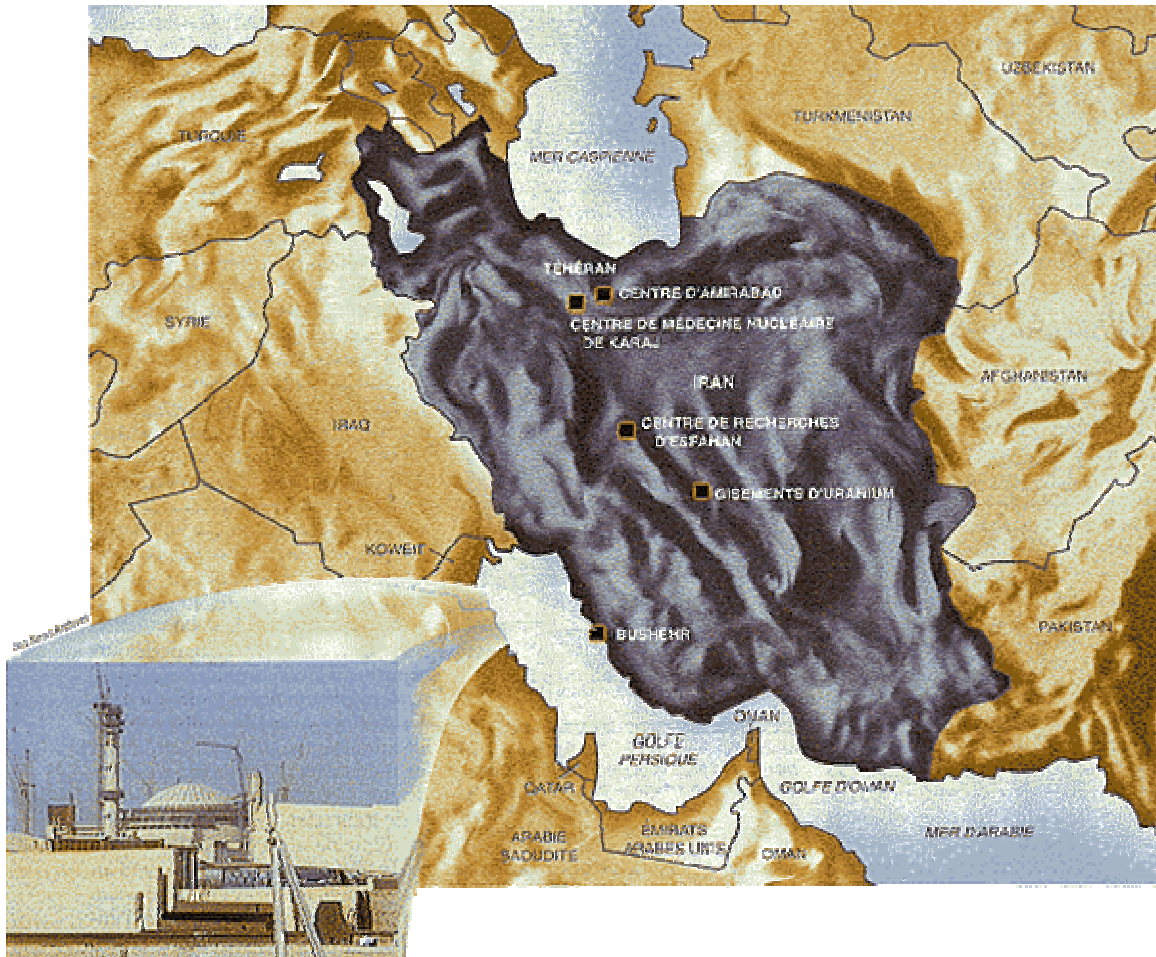 UZBEKISTAN
TURKMENISTAN
TURQUIE
MER CASPIENNE
TÉHÉRAN
CENTRE D'AMIRABAD
SYRIE
CENTRE DE MÉDECINE NUCLÉAIRE
DE KARAJ
IRAN
AFGHANISTAN
IRAQ
CENTRE DE RECHERCHES
D'ESFAHAN
GISEMENTS D'URANIUM
KOWEIT
BUSHEHR
PAKISTAN
OMAN
GOLFE
PERSIQUE
QATAR
GOLFE D'OMAN
ARABIE
SAOUDITE
ÉMIRATS
ARABES UNIS
OMAN
MER D'ARABIE